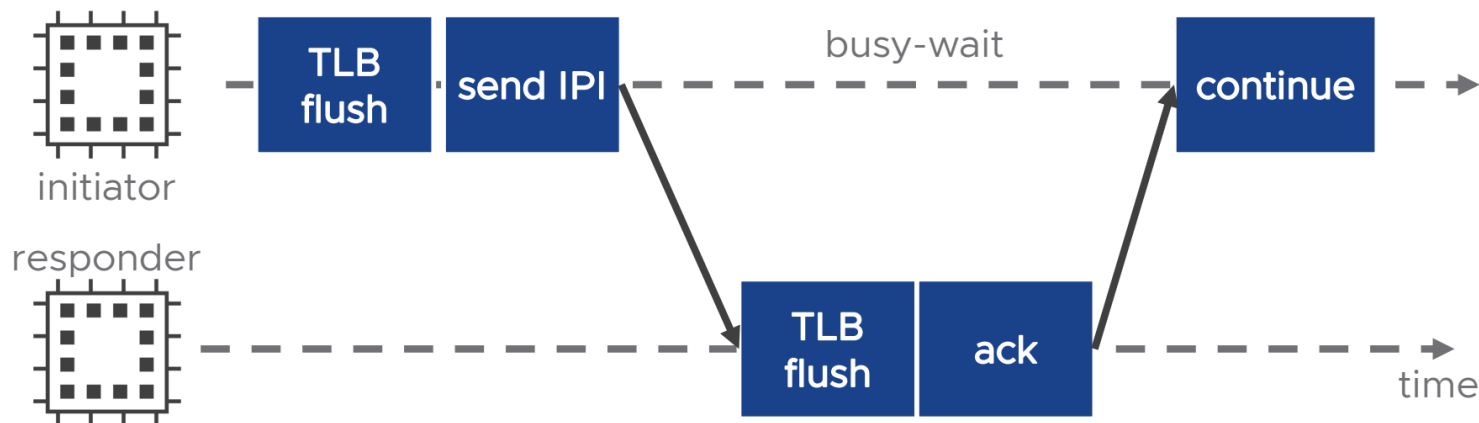 TLB
flush
send IPI
busy-wait
continue
initiator
responder
TLB
flush
ack
time